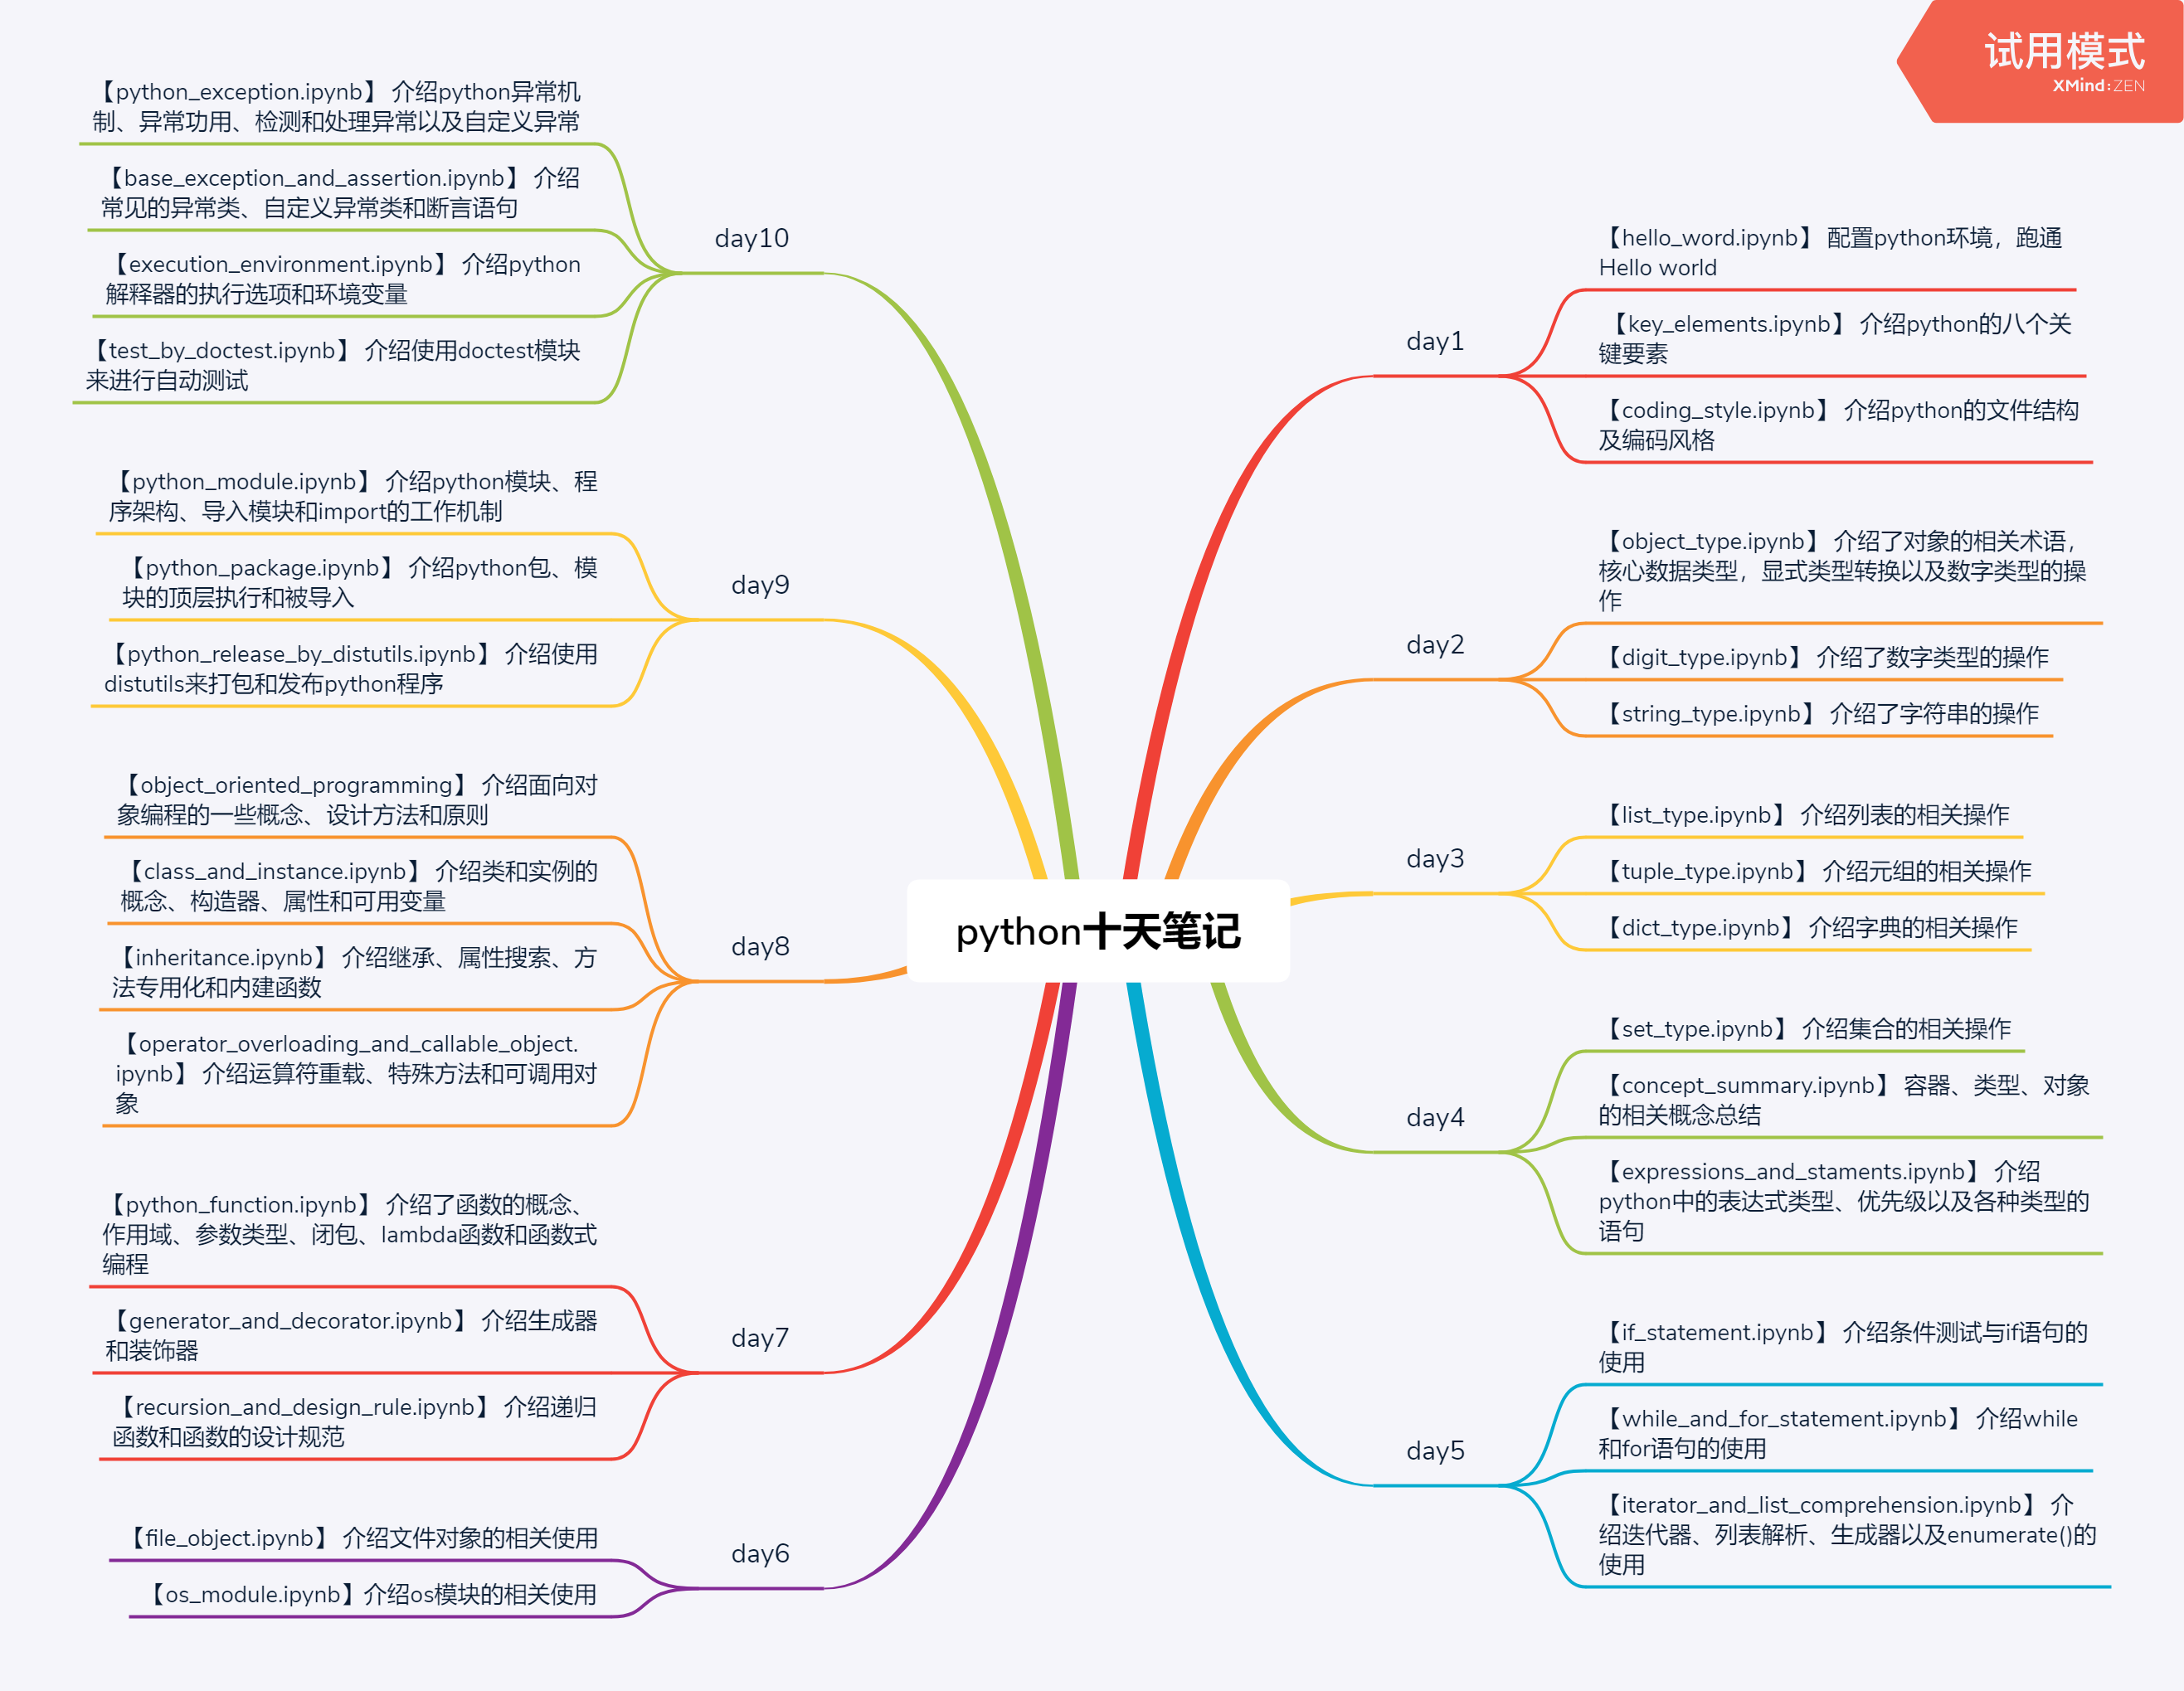 试用模式
XMind:ZEN
python十天笔记
day1
【hello_word.ipynb】 配置python环境，跑通
Hello world
【key_elements.ipynb】 介绍python的八个关
键要素
【coding_style.ipynb】 介绍python的文件结构
及编码风格
day2
【object_type.ipynb】 介绍了对象的相关术语，
核心数据类型，显式类型转换以及数字类型的操
作
【digit_type.ipynb】 介绍了数字类型的操作
【string_type.ipynb】 介绍了字符串的操作
day3
【list_type.ipynb】 介绍列表的相关操作
【tuple_type.ipynb】 介绍元组的相关操作
【dict_type.ipynb】 介绍字典的相关操作
day4
【set_type.ipynb】 介绍集合的相关操作
【concept_summary.ipynb】 容器、类型、对象
的相关概念总结
【expressions_and_staments.ipynb】 介绍
python中的表达式类型、优先级以及各种类型的
语句
day5
【if_statement.ipynb】 介绍条件测试与if语句的
使用
【while_and_for_statement.ipynb】 介绍while
和for语句的使用
【iterator_and_list_comprehension.ipynb】 介
绍迭代器、列表解析、生成器以及enumerate()的
使用
day6
【file_object.ipynb】 介绍文件对象的相关使用
【os_module.ipynb】介绍os模块的相关使用
day7
【python_function.ipynb】 介绍了函数的概念、
作用域、参数类型、闭包、lambda函数和函数式
编程
【generator_and_decorator.ipynb】 介绍生成器
和装饰器
【recursion_and_design_rule.ipynb】 介绍递归
函数和函数的设计规范
day8
【object_oriented_programming】 介绍面向对
象编程的一些概念、设计方法和原则
【class_and_instance.ipynb】 介绍类和实例的
概念、构造器、属性和可用变量
【inheritance.ipynb】 介绍继承、属性搜索、方
法专用化和内建函数
【operator_overloading_and_callable_object.
ipynb】 介绍运算符重载、特殊方法和可调用对
象
day9
【python_module.ipynb】 介绍python模块、程
序架构、导入模块和import的工作机制
【python_package.ipynb】 介绍python包、模
块的顶层执行和被导入
【python_release_by_distutils.ipynb】 介绍使用
distutils来打包和发布python程序
day10
【python_exception.ipynb】 介绍python异常机
制、异常功用、检测和处理异常以及自定义异常
【base_exception_and_assertion.ipynb】 介绍
常见的异常类、自定义异常类和断言语句
【execution_environment.ipynb】 介绍python
解释器的执行选项和环境变量
【test_by_doctest.ipynb】 介绍使用doctest模块
来进行自动测试